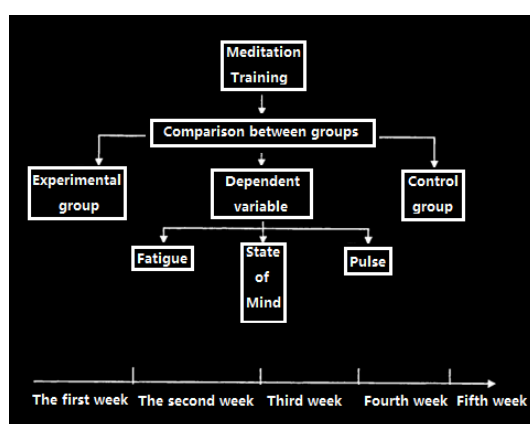 Meditation
Training
Comparison between groups
Experimental
group
Dependent
variable
Control
group
Fatigue
State
of
Mind
Pulse
The first week
The second week
Third week
Fourth week
Fifth week